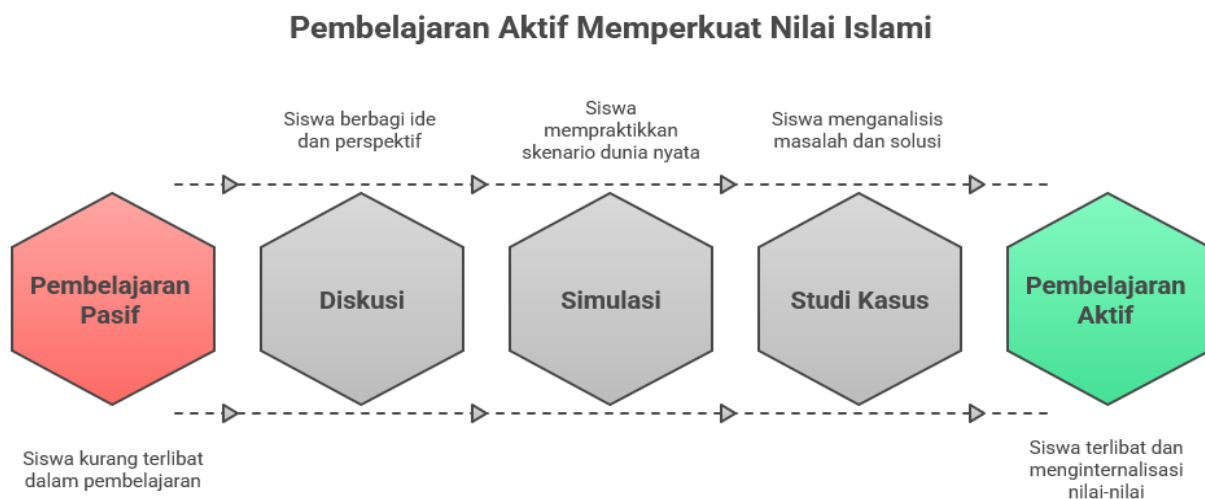 Pembelajaran Aktif Memperkuat Nilai Islami
Siswa berbagi ide
dan perspektif
Siswa
mempraktikkan
skenario dunia nyata
Siswa menganalisis
masalah dan solusi
Pembelajaran
Pasif
Diskusi
Simulasi
Studi Kasus
Pembelajaran
Aktif
Siswa kurang terlibat
dalam pembelajaran
Siswa terlibat dan
menginternalisasi
nilai-nilai